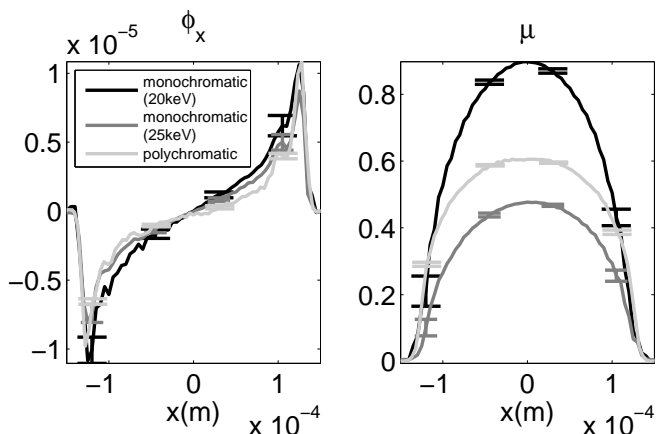 ϕx
x 10⁻⁵
1
0.5
0
−0.5
−1
monochromatic
(20keV)
monochromatic
(25keV)
polychromatic
−1 0 1
x(m)
x 10⁻⁴
μ
0.8
0.6
0.4
0.2
0
−1 0 1
x(m)
x 10⁻⁴